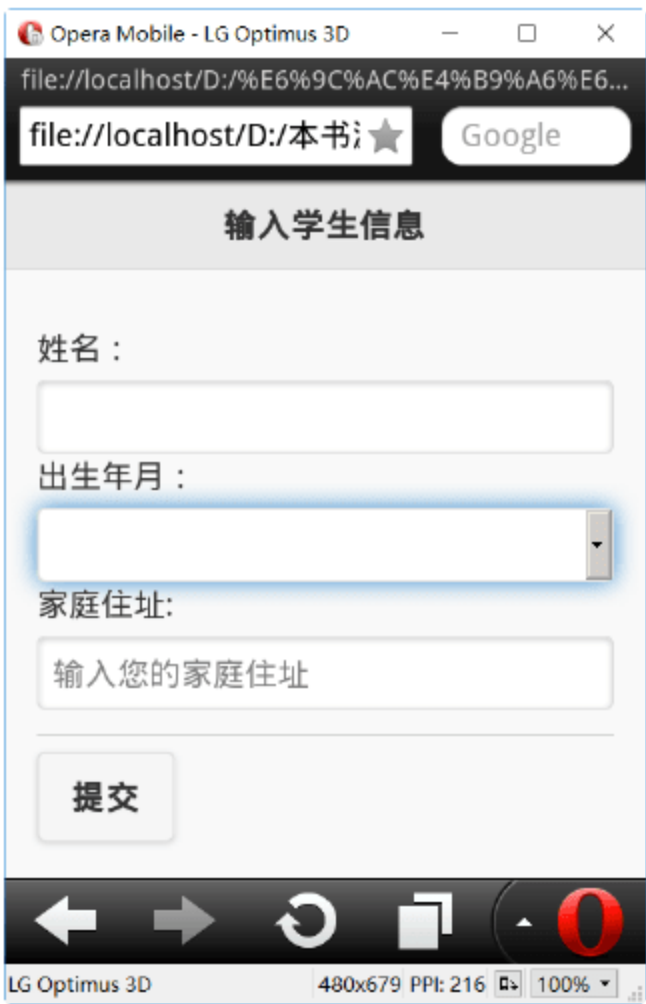 Opera Mobile - LG Optimus 3D
file://localhost/D:/%E6%9C%AC%E4%B9%A6%E6...
file://localhost/D:/本书 Google
输入学生信息
姓名：
出生年月：
家庭住址:
输入您的家庭住址
提交
LG Optimus 3D 480x679 PPI: 216 100%